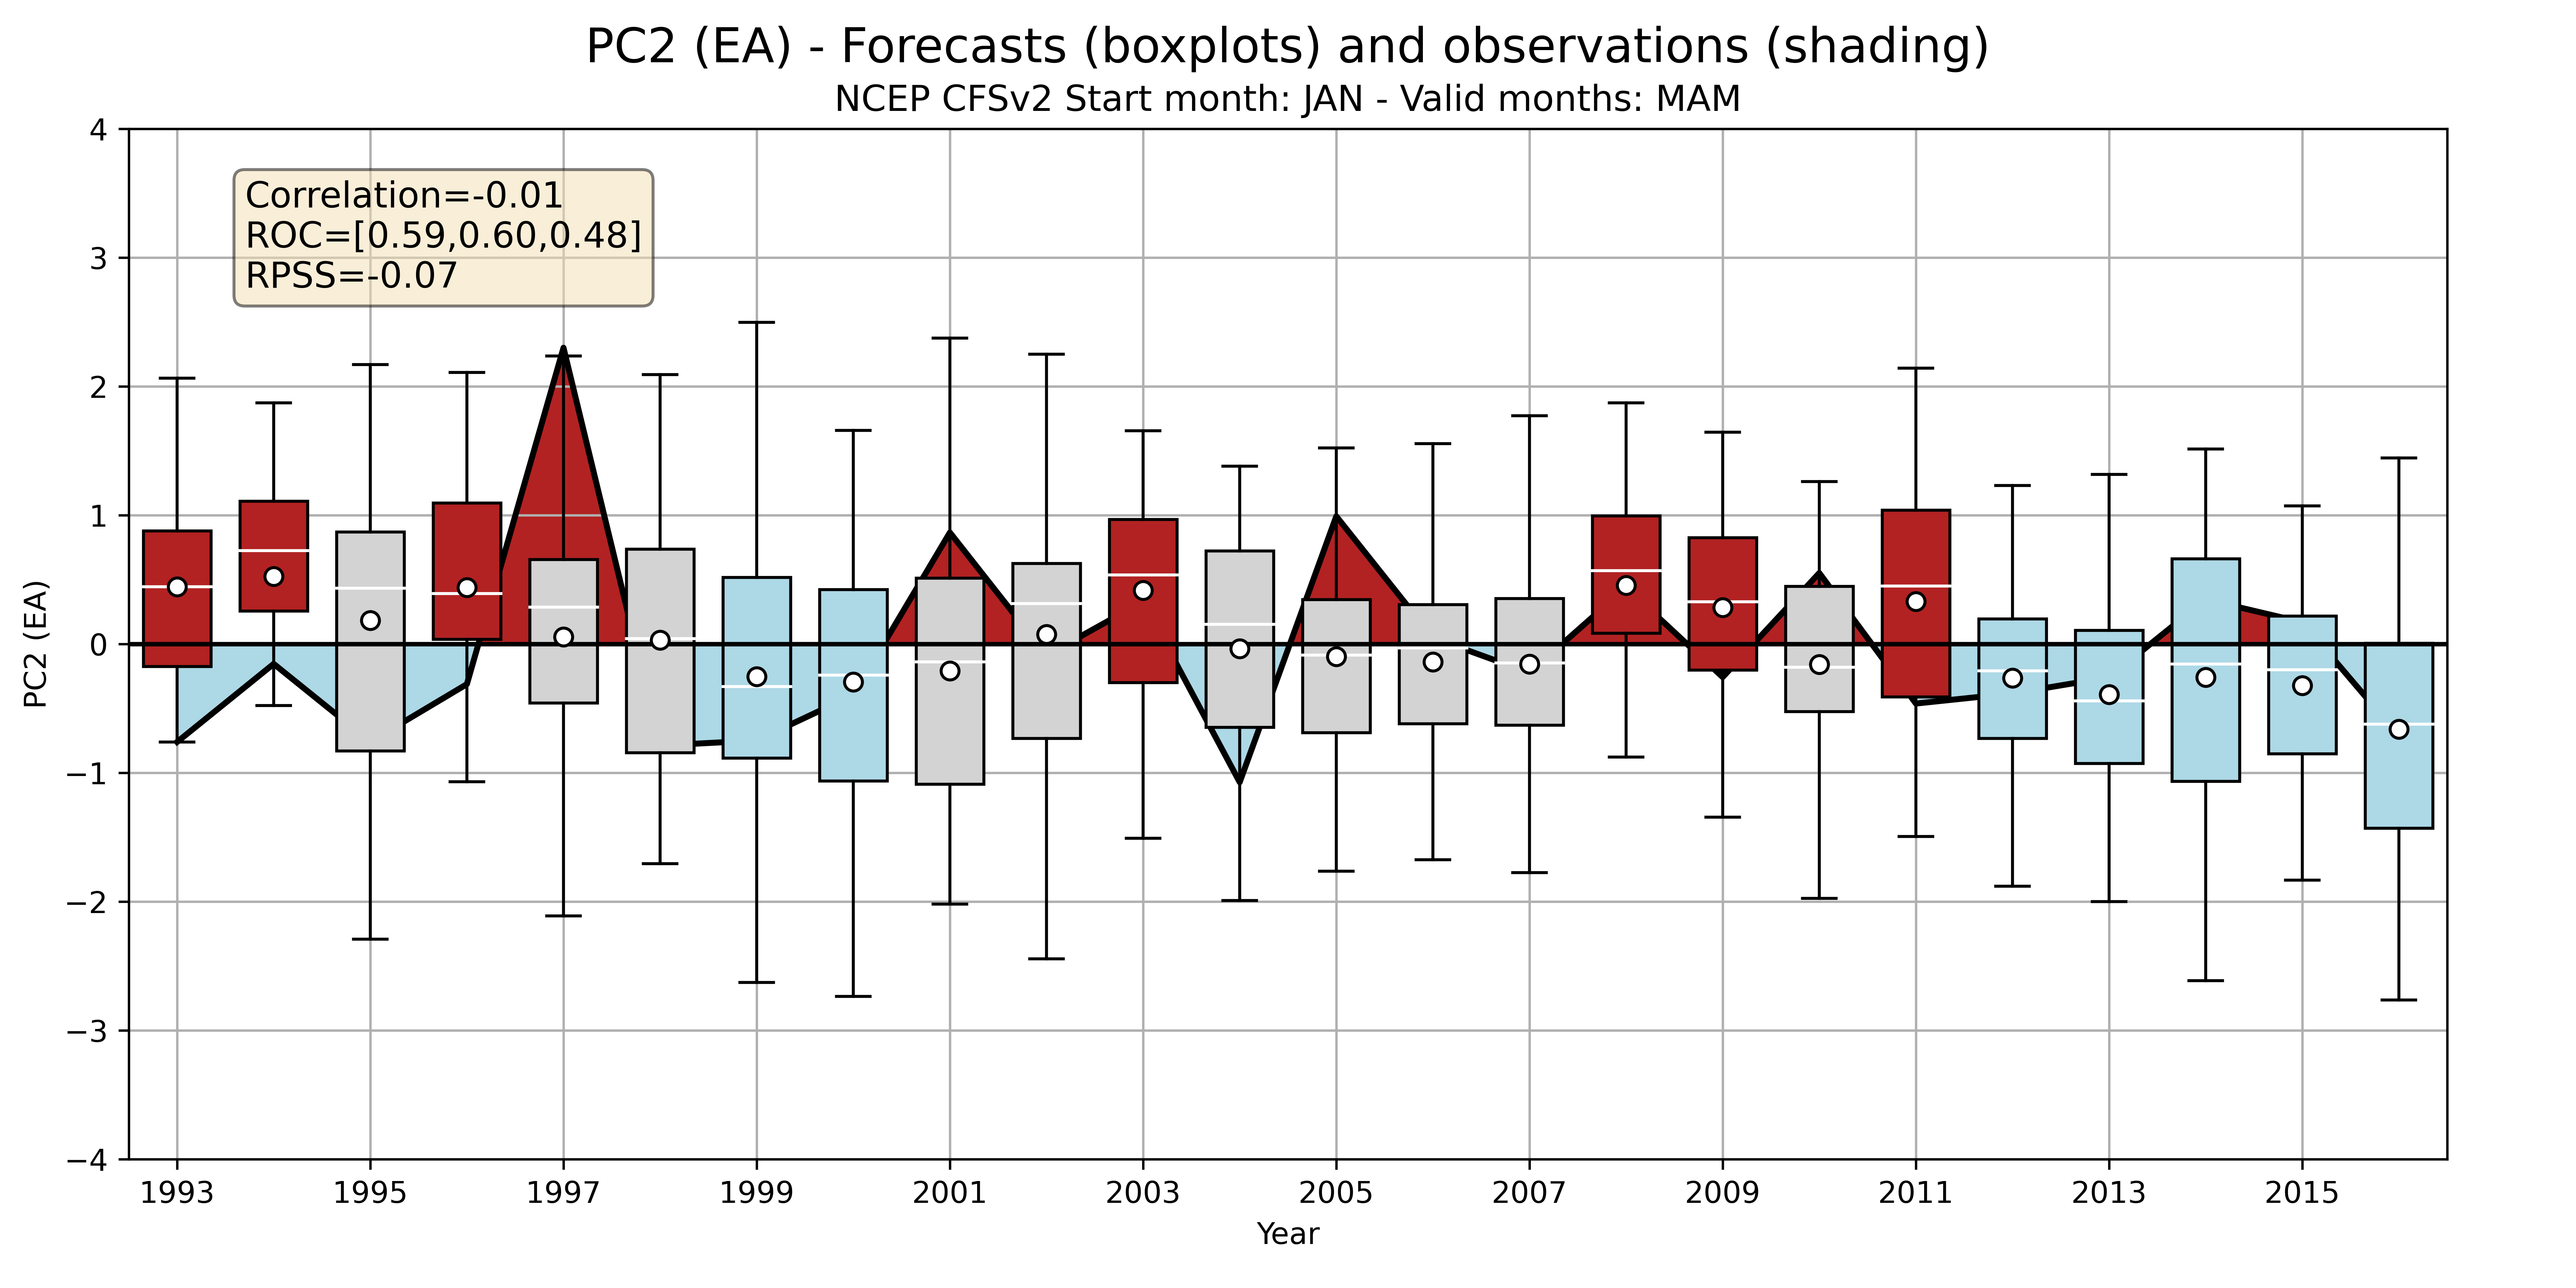 PC2 (EA) - Forecasts (boxplots) and observations (shading)
NCEP CFSv2 Start month: JAN - Valid months: MAM
Correlation=-0.01
ROC=[0.59,0.60,0.48]
RPSS=-0.07
PC2 (EA)
4
3
2
1
0
−1
−2
−3
−4
1993 1995 1997 1999 2001 2003 2005 2007 2009 2011 2013 2015
Year